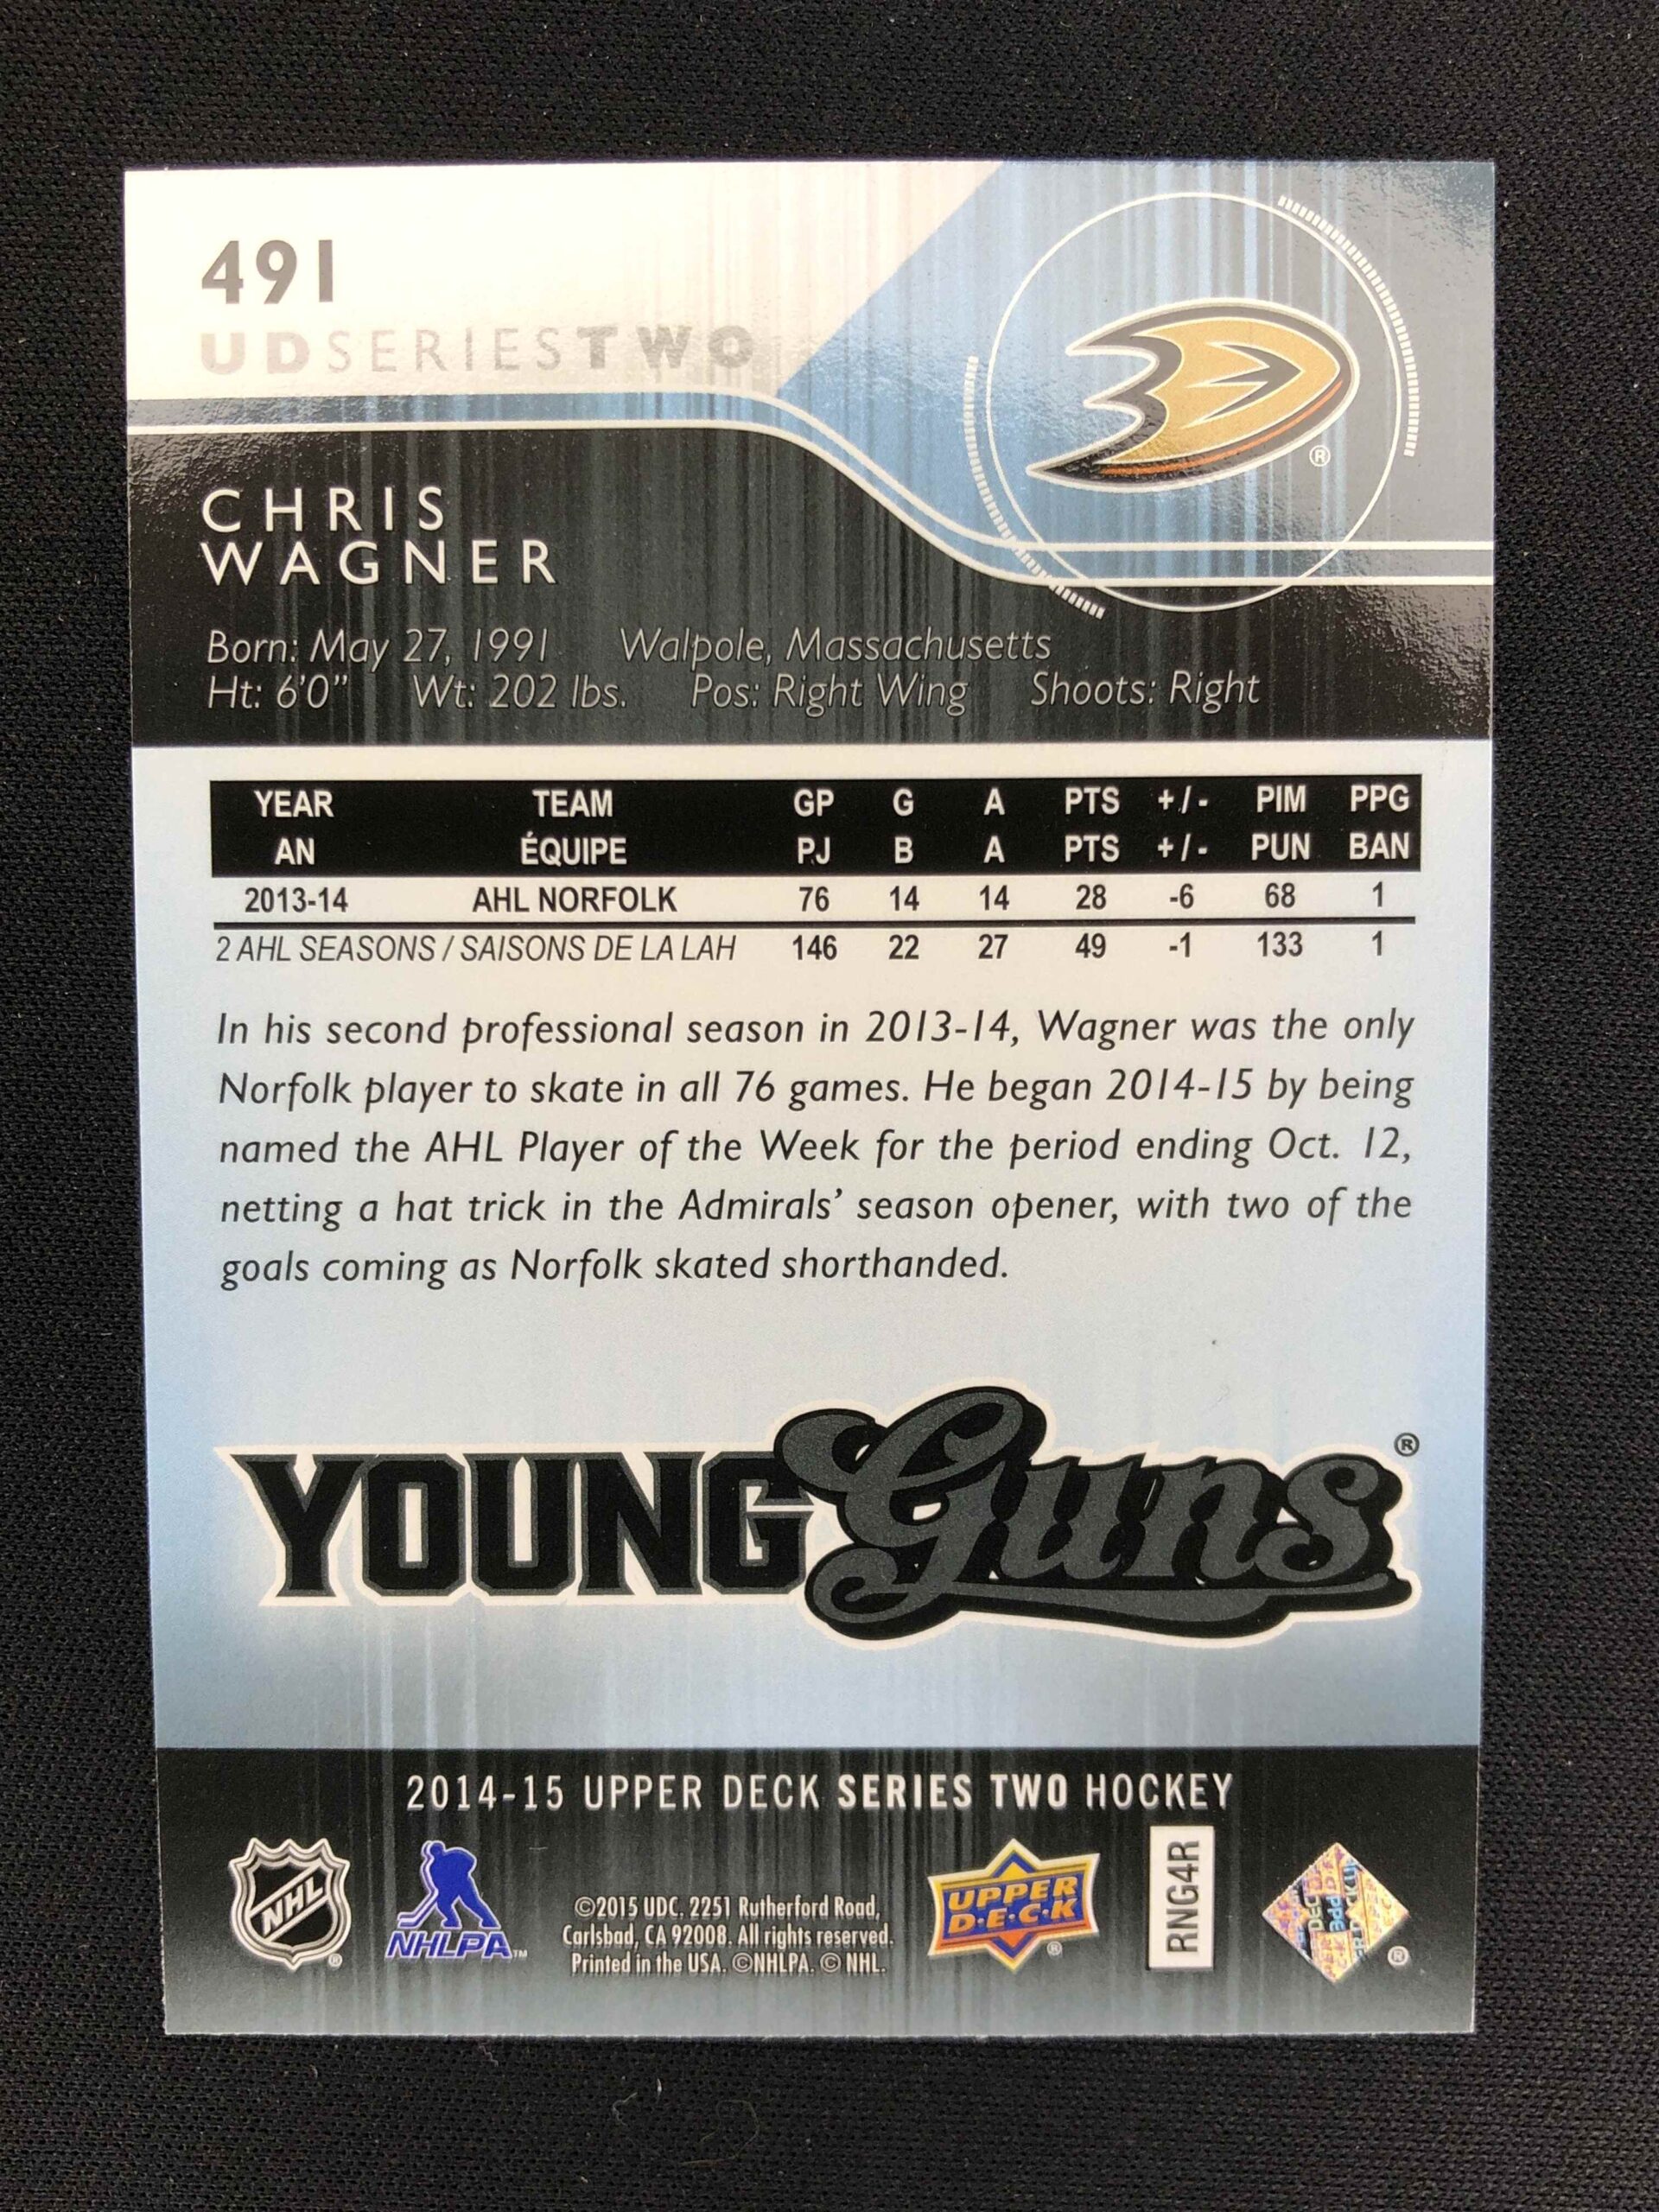 491
UD SERIES TWO
®
CHRIS
WAGNER
Born: May 27, 1991 Walpole, Massachusetts
Ht: 6'0" Wt: 202 lbs. Pos: Right Wing Shoots: Right
YEAR TEAM GP G A PTS +/- PIM PPG
AN ÉQUIPE PJ B A PTS +/- PUN BAN
2013-14 AHL NORFOLK 76 14 14 28 -6 68 1
2 AHL SEASONS / SAISONS DE LA LAH 146 22 27 49 -1 133 1
In his second professional season in 2013-14, Wagner was the only
Norfolk player to skate in all 76 games. He began 2014-15 by being
named the AHL Player of the Week for the period ending Oct. 12,
netting a hat trick in the Admirals' season opener, with two of the
goals coming as Norfolk skated shorthanded.
YOUNG Guns®
2014-15 UPPER DECK SERIES TWO HOCKEY
NHL®
NHLPA™
©2015 UDC. 2251 Rutherford Road,
Carlsbad, CA 92008. All rights reserved.
Printed in the USA. ©NHLPA. © NHL.
UPPER
D·E·C·K®
RNG4R
®